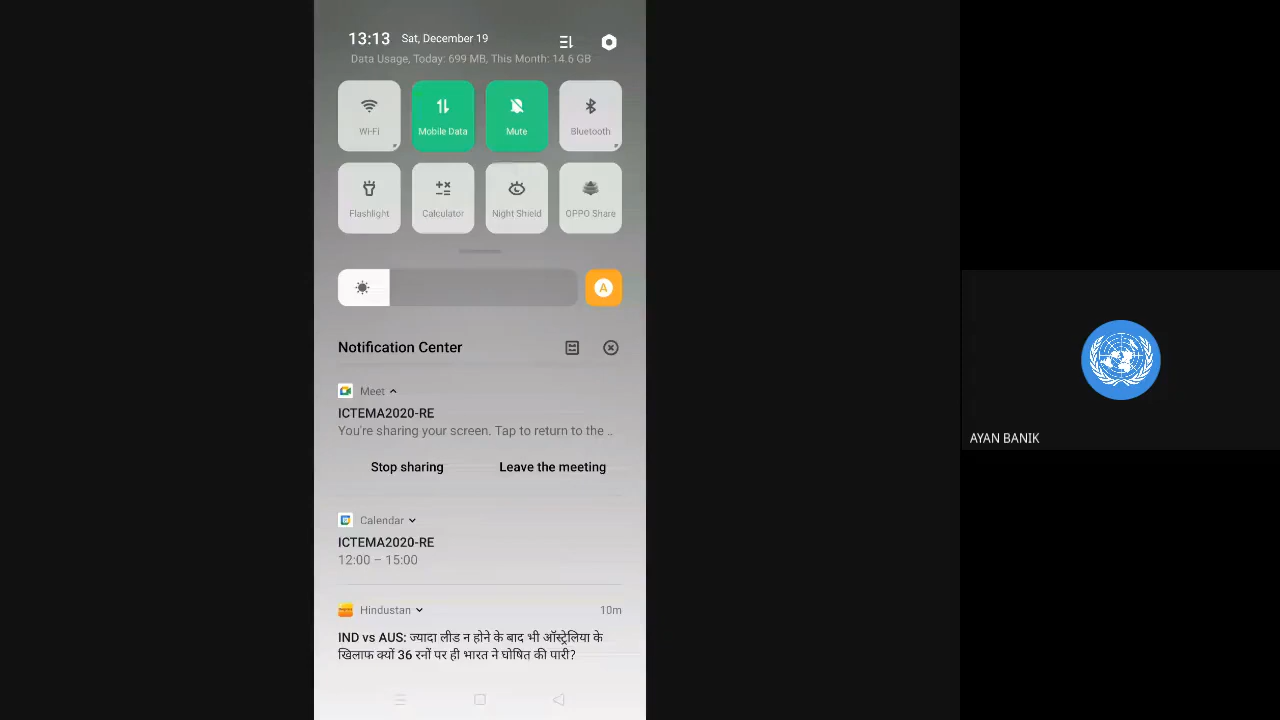 13:13 Sat, December 19
Data Usage, Today: 699 MB, This Month: 14.6 GB
Wi-Fi Mobile Data Mute Bluetooth
Flashlight Calculator Night Shield OPPO Share
A
Notification Center
Meet
ICTEMA2020-RE
You're sharing your screen. Tap to return to the ..
Stop sharing Leave the meeting
Calendar
ICTEMA2020-RE
12:00 – 15:00
Hindustan 10m
IND vs AUS: ज्यादा लीड न होने के बाद भी ऑस्ट्रेलिया के
खिलाफ क्यों 36 रनों पर ही भारत ने घोषित की पारी?
AYAN BANIK